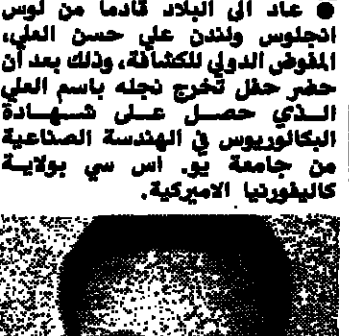 ● عاد الى البلاد قادما من لوس
انجلوس ولندن علي حسن العلي،
المفوض الدولي للكشافة، وذلك بعد أن
حضر حفل تخرج نجله باسم العلي
الذي حصل على شهادة
البكالوريوس في الهندسة الصناعية
من جامعة يو. اس سي بولاية
كاليفورنيا الاميركية.